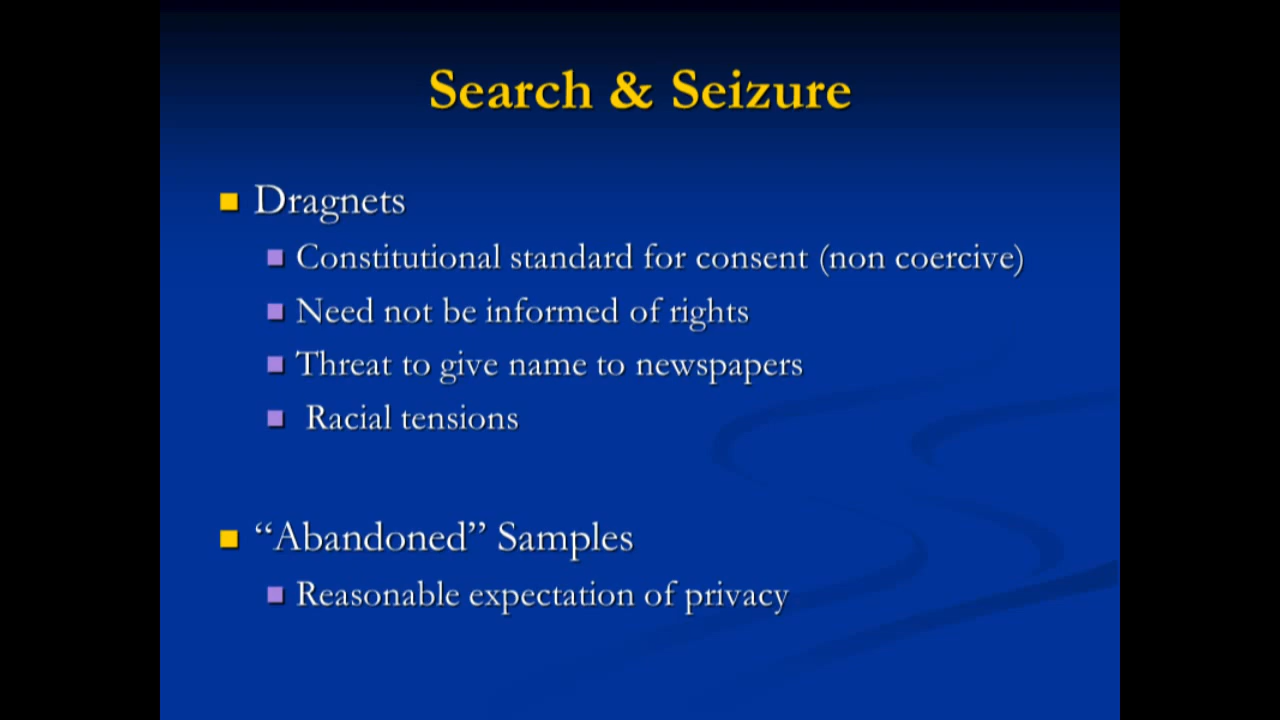 Search & Seizure
Dragnets
Constitutional standard for consent (non coercive)
Need not be informed of rights
Threat to give name to newspapers
Racial tensions
“Abandoned” Samples
Reasonable expectation of privacy